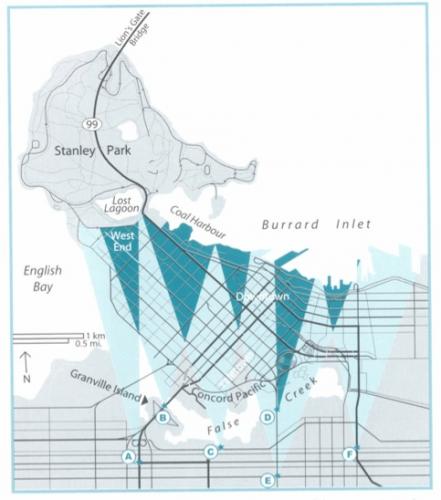 Lion's Gate
Bridge
99
Stanley Park
Lost
Lagoon
Coal Harbour
Burrard Inlet
West
End
English
Bay
Downtown
1 km
0.5 mi.
N
Granville Island
Concord Pacific
B
False Creek
D
A
C
F
E